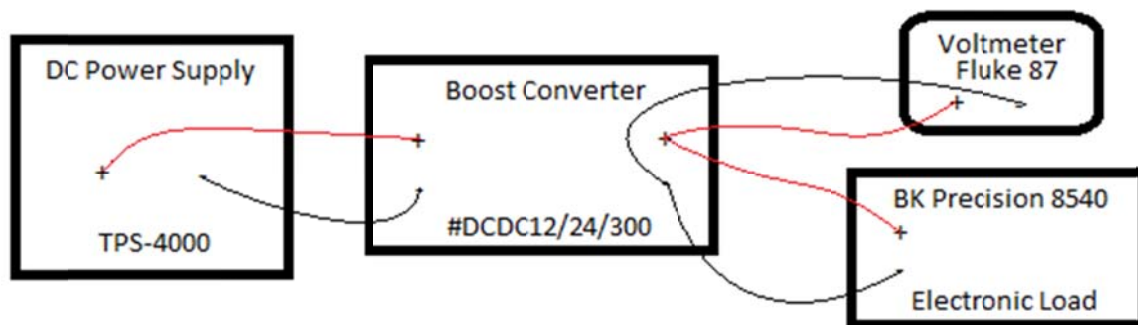 DC Power Supply
TPS-4000
Boost Converter
#DCDC12/24/300
Voltmeter
Fluke 87
BK Precision 8540
Electronic Load